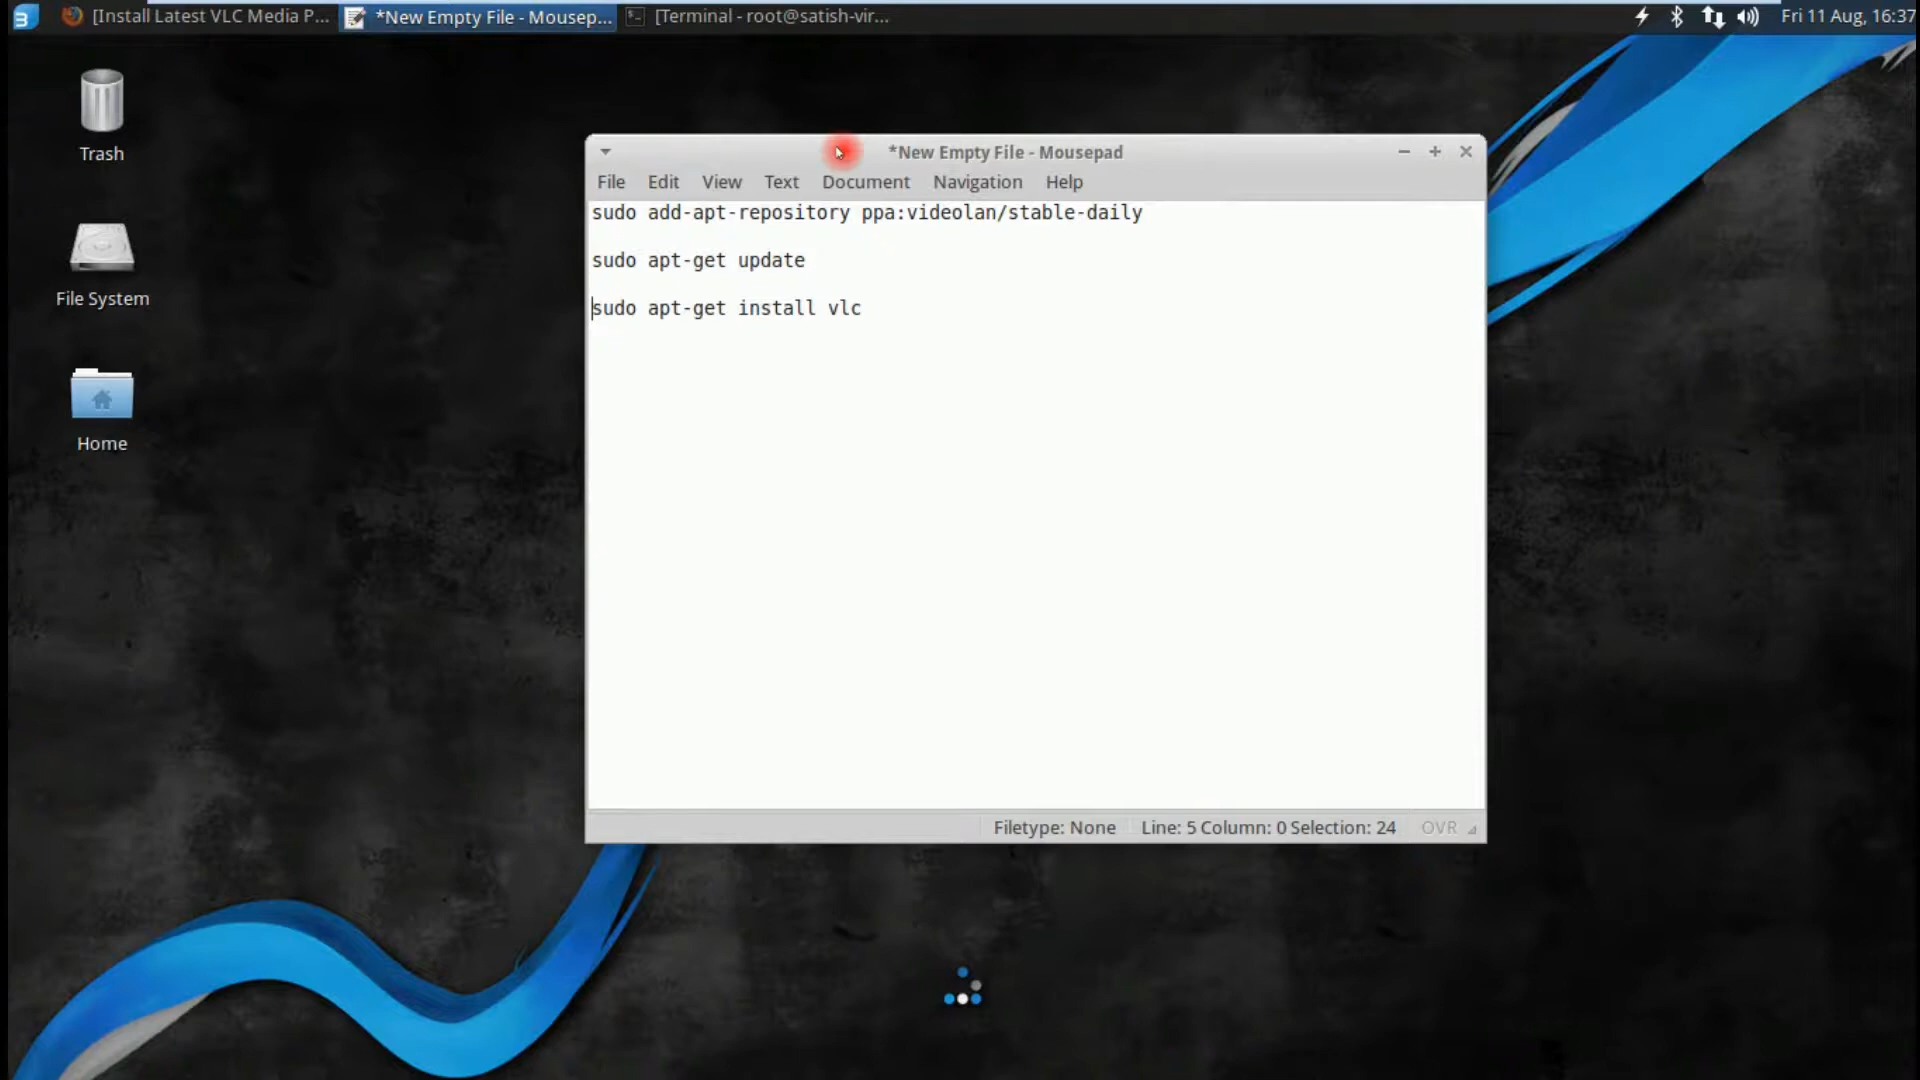 [Install Latest VLC Media P...
*New Empty File - Mousep...
[Terminal - root@satish-vir...
Fri 11 Aug, 16:37
Trash
File System
Home
*New Empty File - Mousepad
File Edit View Text Document Navigation Help
sudo add-apt-repository ppa:videolan/stable-daily
sudo apt-get update
sudo apt-get install vlc
Filetype: None Line: 5 Column: 0 Selection: 24 OVR